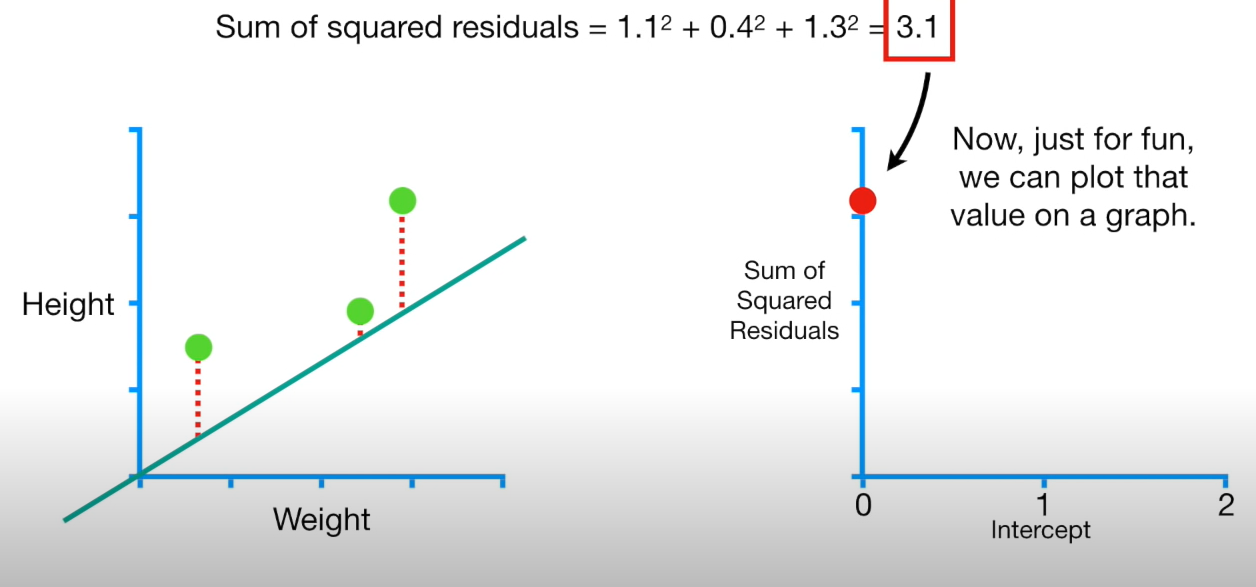 Sum of squared residuals = 1.1² + 0.4² + 1.3² = 3.1
Now, just for fun,
we can plot that
value on a graph.
Height
Weight
Sum of
Squared
Residuals
0 1 2
Intercept